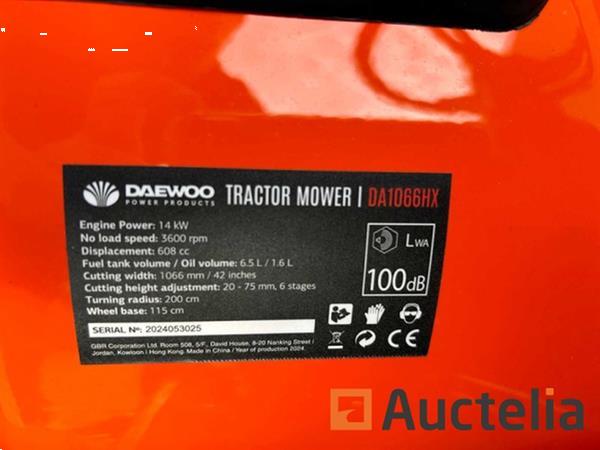 DAEWOO
POWER PRODUCTS
TRACTOR MOWER | DA1066HX
Engine Power: 14 kW
No load speed: 3600 rpm
Displacement: 608 cc
Fuel tank volume / Oil volume: 6.5 L / 1.6 L
Cutting width: 1066 mm / 42 inches
Cutting height adjustment: 20 - 75 mm, 6 stages
Turning radius: 200 cm
Wheel base: 115 cm
LWA
100dB
SERIAL Nº: 2024053025
GBR Corporation Ltd. Room 508, 5/F., David House, 8-20 Nanking Street /
Jordan, Kowloon / Hong Kong. Made in China / Year of production 2024.
CE
Auctelia